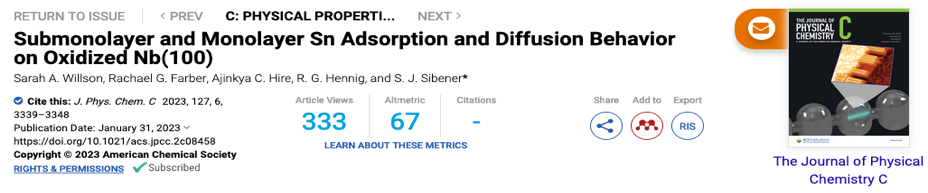 RETURN TO ISSUE
< PREV
C: PHYSICAL PROPERTI...
NEXT >
Submonolayer and Monolayer Sn Adsorption and Diffusion Behavior
on Oxidized Nb(100)
Sarah A. Willson, Rachael G. Farber, Ajinkya C. Hire, R. G. Hennig, and S. J. Sibener*
Cite this: J. Phys. Chem. C 2023, 127, 6,
3339–3348
Publication Date: January 31, 2023
https://doi.org/10.1021/acs.jpcc.2c08458
Copyright © 2023 American Chemical Society
RIGHTS & PERMISSIONS
Subscribed
Article Views
333
Altmetric
67
Citations
-
LEARN ABOUT THESE METRICS
Share
Add to
Export
RIS
THE JOURNAL OF
PHYSICAL
CHEMISTRY
C
The Journal of Physical
Chemistry C